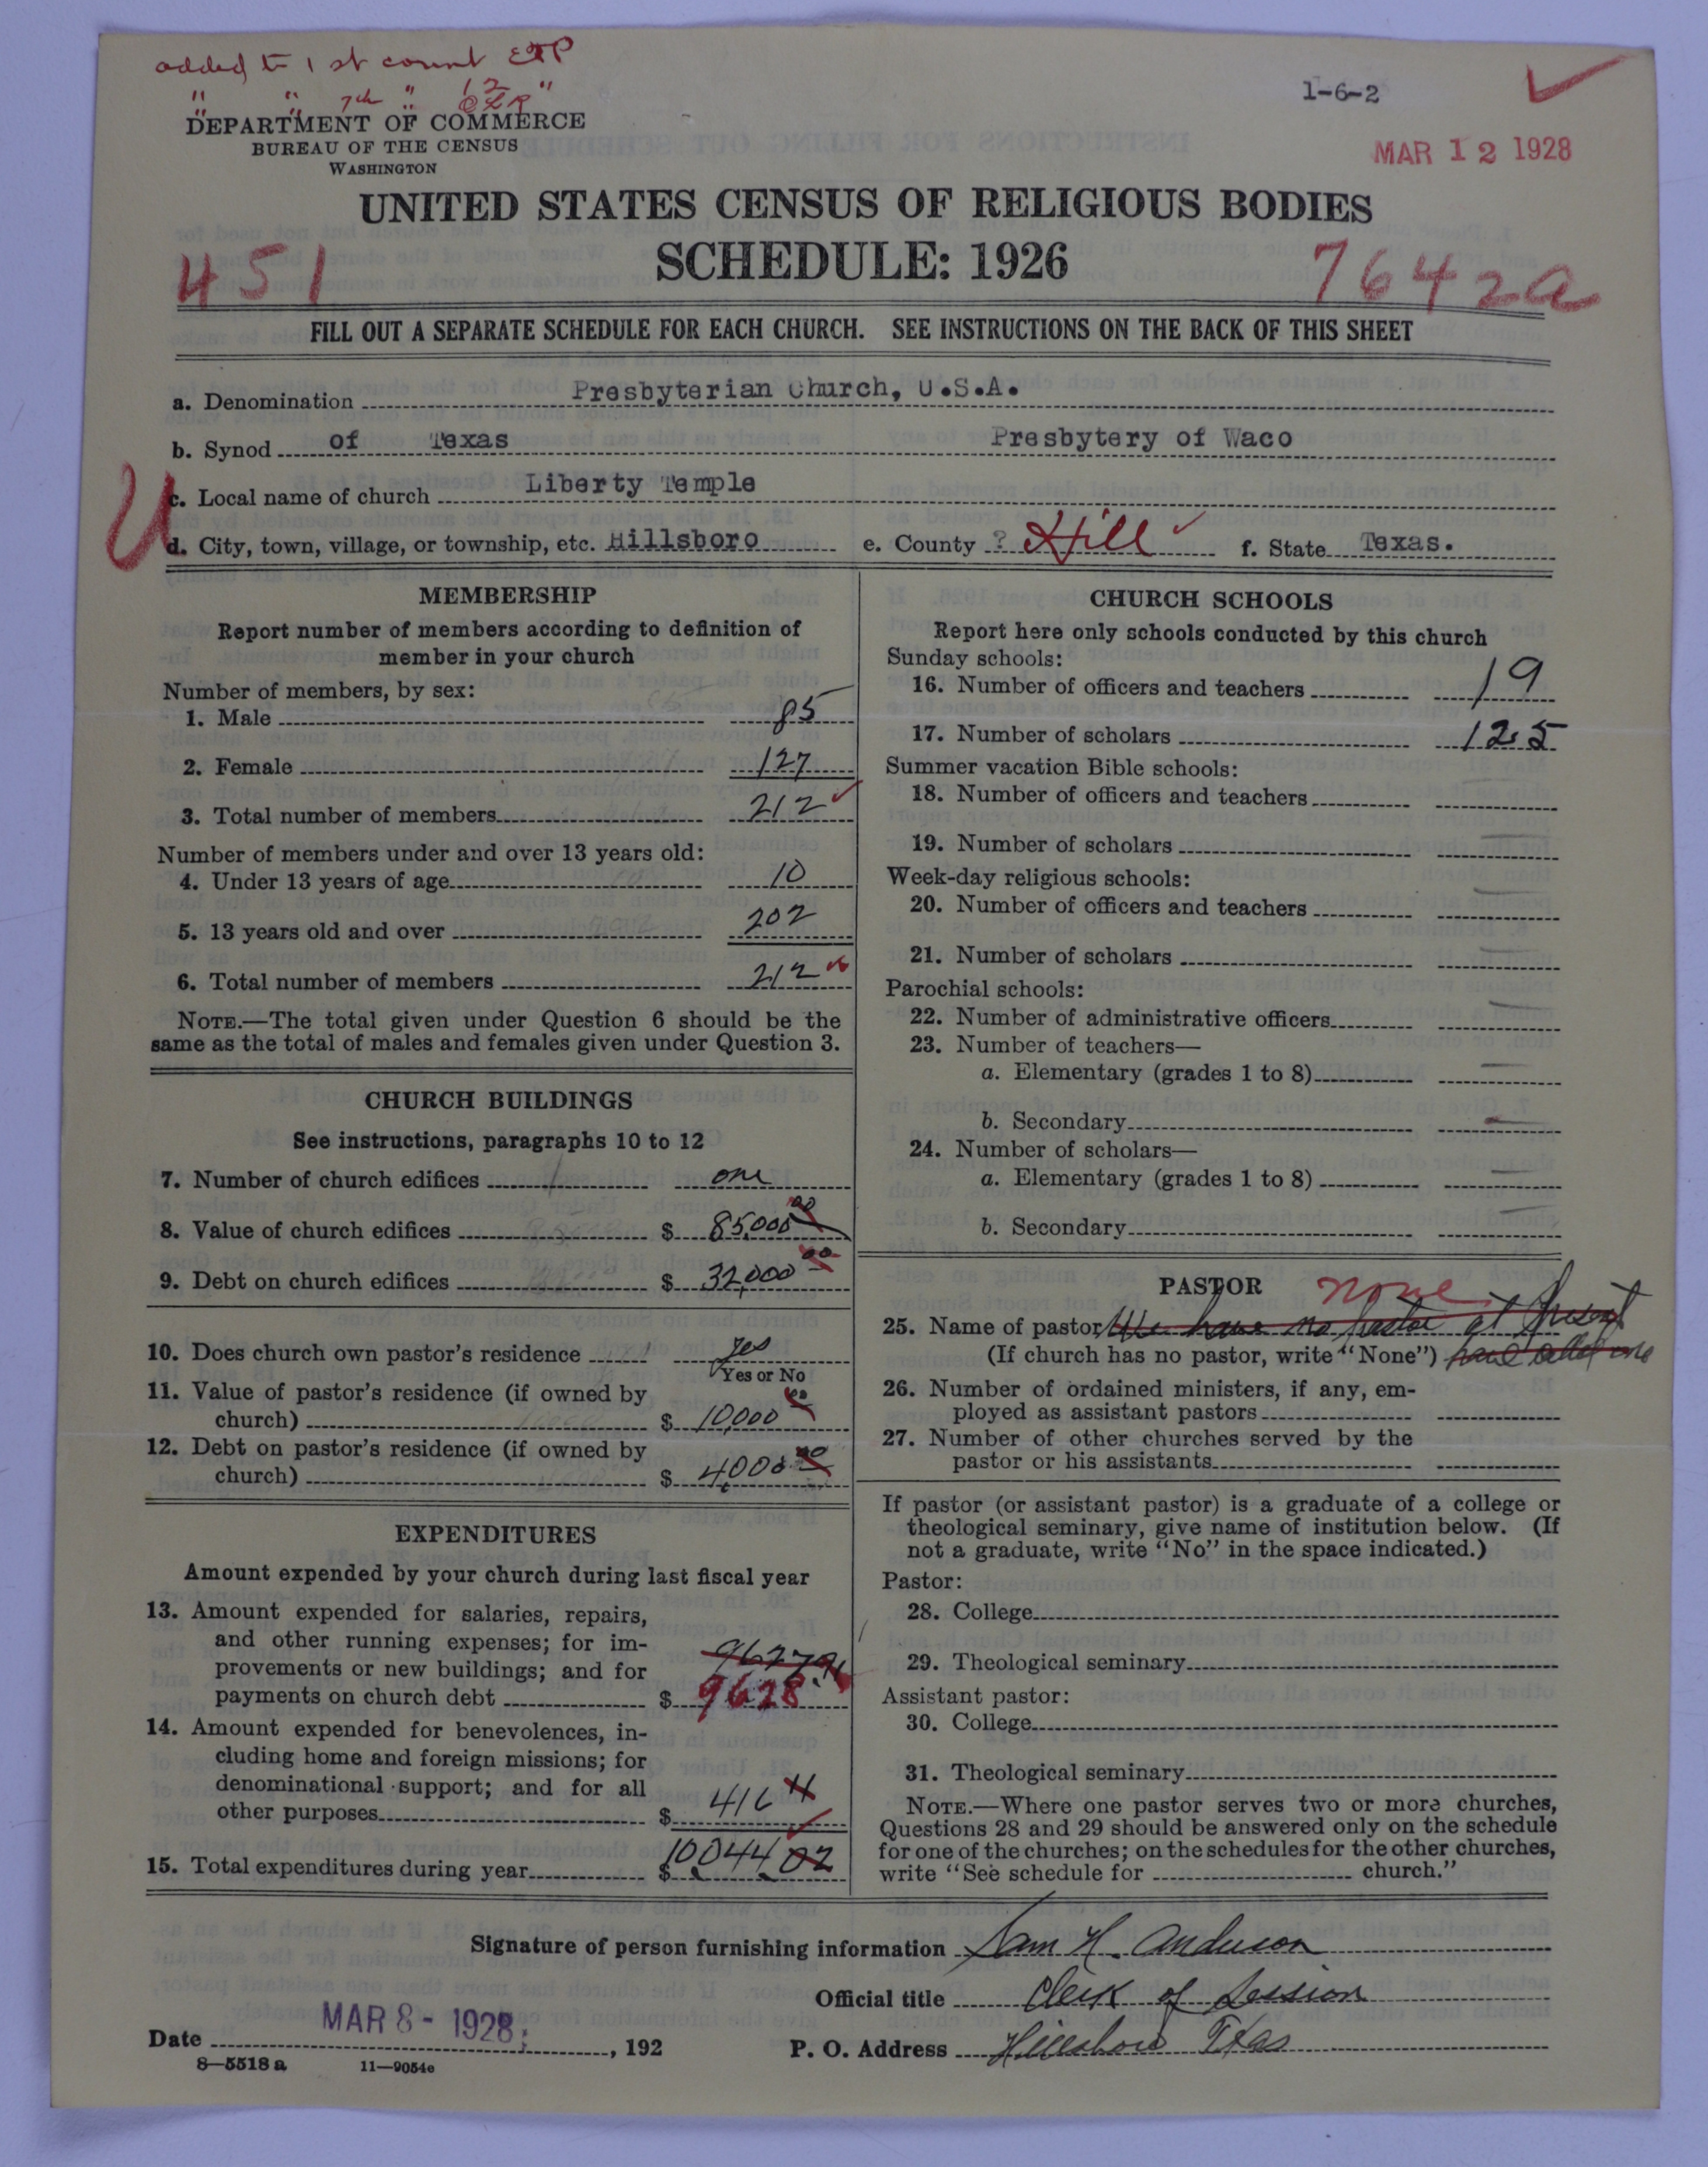 added to 1st count EJP
" " 7th " 12 "
" " "
DEPARTMENT OF COMMERCE
BUREAU OF THE CENSUS
WASHINGTON
1-6-2
MAR 12 1928
UNITED STATES CENSUS OF RELIGIOUS BODIES
SCHEDULE: 1926
451
7642a
FILL OUT A SEPARATE SCHEDULE FOR EACH CHURCH. SEE INSTRUCTIONS ON THE BACK OF THIS SHEET
a. Denomination Presbyterian Church, U.S.A.
b. Synod of Texas Presbytery of Waco
U
c. Local name of church Liberty Temple
d. City, town, village, or township, etc. Hillsboro e. County ? Hill f. State Texas.
MEMBERSHIP
Report number of members according to definition of
member in your church
Number of members, by sex:
1. Male 85
2. Female 127
3. Total number of members 212
Number of members under and over 13 years old:
4. Under 13 years of age 10
5. 13 years old and over 202
6. Total number of members 212
NOTE.—The total given under Question 6 should be the
same as the total of males and females given under Question 3.
CHURCH BUILDINGS
See instructions, paragraphs 10 to 12
7. Number of church edifices one
8. Value of church edifices $ 85,000 00
9. Debt on church edifices $ 32,000 00
10. Does church own pastor's residence yes
Yes or No
11. Value of pastor's residence (if owned by
church) $ 10,000 00
12. Debt on pastor's residence (if owned by
church) $ 4,000 00
EXPENDITURES
Amount expended by your church during last fiscal year
13. Amount expended for salaries, repairs,
and other running expenses; for im-
provements or new buildings; and for 9627.91
payments on church debt $ 9628
14. Amount expended for benevolences, in-
cluding home and foreign missions; for
denominational support; and for all
other purposes $ 416 11
15. Total expenditures during year $ 10,044.02
CHURCH SCHOOLS
Report here only schools conducted by this church
Sunday schools:
16. Number of officers and teachers 19
17. Number of scholars 125
Summer vacation Bible schools:
18. Number of officers and teachers
19. Number of scholars —
Week-day religious schools:
20. Number of officers and teachers —
21. Number of scholars —
Parochial schools:
22. Number of administrative officers —
23. Number of teachers—
a. Elementary (grades 1 to 8) —
b. Secondary —
24. Number of scholars—
a. Elementary (grades 1 to 8) —
b. Secondary —
PASTOR none
25. Name of pastor We have no pastor at present
(If church has no pastor, write "None") have called one
26. Number of ordained ministers, if any, em-
ployed as assistant pastors
27. Number of other churches served by the
pastor or his assistants
If pastor (or assistant pastor) is a graduate of a college or
theological seminary, give name of institution below. (If
not a graduate, write "No" in the space indicated.)
Pastor:
28. College
29. Theological seminary
Assistant pastor:
30. College
31. Theological seminary
NOTE.—Where one pastor serves two or more churches,
Questions 28 and 29 should be answered only on the schedule
for one of the churches; on the schedules for the other churches,
write "See schedule for church."
Signature of person furnishing information Sam H. Anderson
Official title Clerk of Session
Date MAR 8 - 1928, 192 P. O. Address Hillsboro Texas
8—5518 a 11—9054e